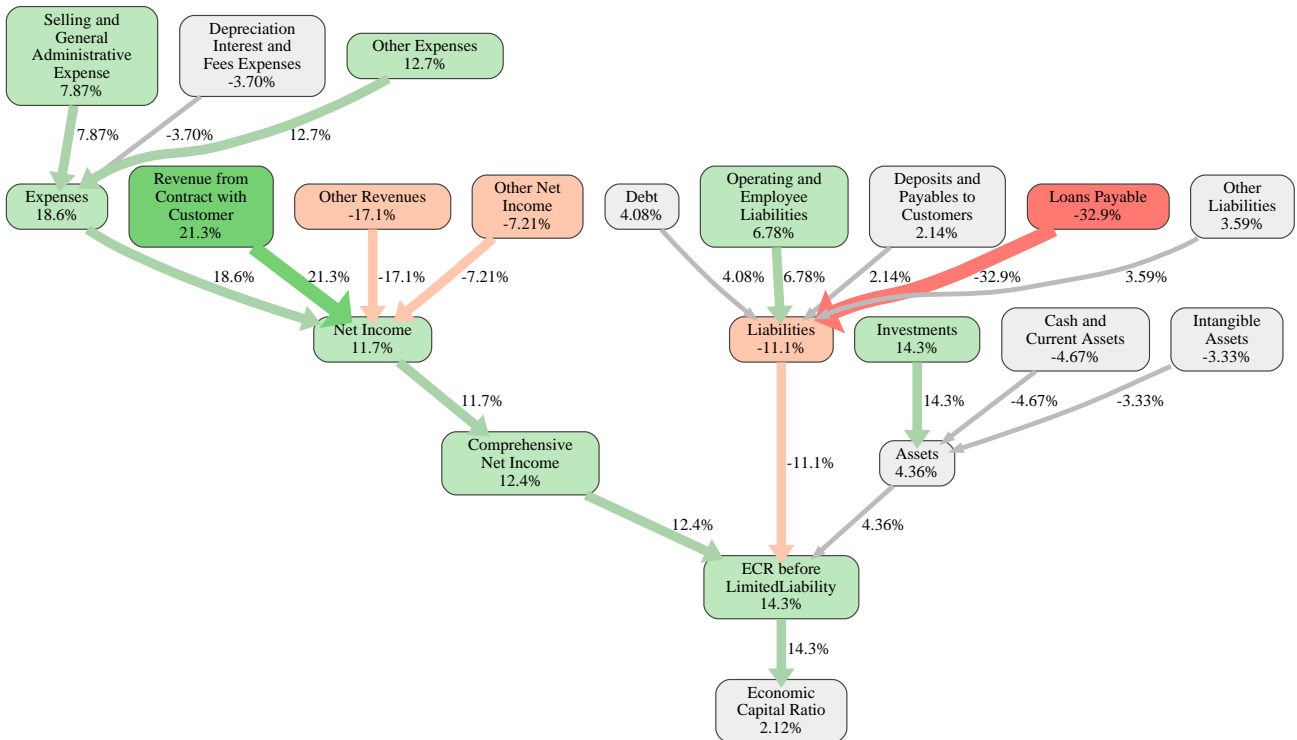 Selling and
General
Administrative
Expense
7.87%
Depreciation
Interest and
Fees Expenses
-3.70%
Other Expenses
12.7%
7.87%
-3.70%
12.7%
Expenses
18.6%
Revenue from
Contract with
Customer
21.3%
Other Revenues
-17.1%
Other Net
Income
-7.21%
Debt
4.08%
Operating and
Employee
Liabilities
6.78%
Deposits and
Payables to
Customers
2.14%
Loans Payable
-32.9%
Other
Liabilities
3.59%
18.6%
21.3%
-17.1%
-7.21%
4.08%
6.78%
2.14%
-32.9%
3.59%
Net Income
11.7%
Liabilities
-11.1%
Investments
14.3%
Cash and
Current Assets
-4.67%
Intangible
Assets
-3.33%
11.7%
14.3%
-4.67%
-3.33%
Comprehensive
Net Income
12.4%
-11.1%
Assets
4.36%
12.4%
4.36%
ECR before
LimitedLiability
14.3%
14.3%
Economic
Capital Ratio
2.12%